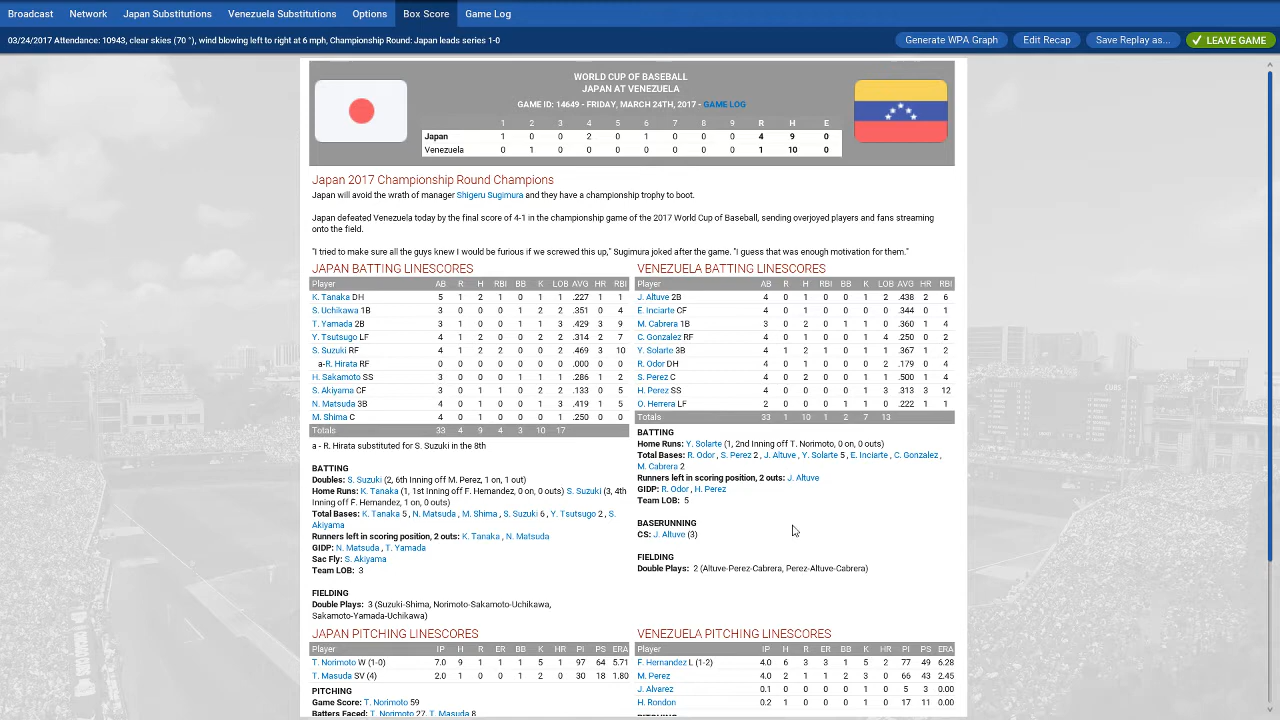 Broadcast Network Japan Substitutions Venezuela Substitutions Options Box Score Game Log
03/24/2017 Attendance: 10943, clear skies (70 °), wind blowing left to right at 6 mph, Championship Round: Japan leads series 1-0 Generate WPA Graph Edit Recap Save Replay as... ✓ LEAVE GAME
WORLD CUP OF BASEBALL
JAPAN AT VENEZUELA
GAME ID: 14649 - FRIDAY, MARCH 24TH, 2017 - GAME LOG
1 2 3 4 5 6 7 8 9 R H E
Japan 1 0 0 2 0 1 0 0 0 4 9 0
Venezuela 0 1 0 0 0 0 0 0 0 1 10 0
Japan 2017 Championship Round Champions
Japan will avoid the wrath of manager Shigeru Sugimura and they have a championship trophy to boot.
Japan defeated Venezuela today by the final score of 4-1 in the championship game of the 2017 World Cup of Baseball, sending overjoyed players and fans streaming
onto the field.
"I tried to make sure all the guys knew I would be furious if we screwed this up," Sugimura joked after the game. "I guess that was enough motivation for them."
JAPAN BATTING LINESCORES
Player AB R H RBI BB K LOB AVG HR RBI
K. Tanaka DH 5 1 2 1 0 1 1 .227 1 1
S. Uchikawa 1B 3 0 0 0 1 2 2 .351 0 4
T. Yamada 2B 3 1 0 0 1 1 3 .429 3 9
Y. Tsutsugo LF 4 1 2 0 0 2 2 .314 2 7
S. Suzuki RF 4 1 2 2 0 0 2 .469 3 10
a-R. Hirata RF 0 0 0 0 0 0 0 .000 0 0
H. Sakamoto SS 3 0 0 0 1 1 1 .286 1 2
S. Akiyama CF 3 0 1 1 0 2 2 .133 0 5
N. Matsuda 3B 4 0 1 0 0 1 3 .419 1 5
M. Shima C 4 0 1 0 0 0 1 .250 0 0
Totals 33 4 9 4 3 10 17
a - R. Hirata substituted for S. Suzuki in the 8th
BATTING
Doubles: S. Suzuki (2, 6th Inning off M. Perez, 1 on, 1 out)
Home Runs: K. Tanaka (1, 1st Inning off F. Hernandez, 0 on, 0 outs) S. Suzuki (3, 4th
Inning off F. Hernandez, 1 on, 0 outs)
Total Bases: K. Tanaka 5 , N. Matsuda , M. Shima , S. Suzuki 6 , Y. Tsutsugo 2 , S.
Akiyama
Runners left in scoring position, 2 outs: K. Tanaka , N. Matsuda
GIDP: N. Matsuda , T. Yamada
Sac Fly: S. Akiyama
Team LOB: 3
FIELDING
Double Plays: 3 (Suzuki-Shima, Norimoto-Sakamoto-Uchikawa,
Sakamoto-Yamada-Uchikawa)
VENEZUELA BATTING LINESCORES
Player AB R H RBI BB K LOB AVG HR RBI
J. Altuve 2B 4 0 1 0 0 1 2 .438 2 6
E. Inciarte CF 4 0 1 0 0 0 0 .344 0 1
M. Cabrera 1B 3 0 2 0 1 1 0 .360 1 4
C. Gonzalez RF 4 0 1 0 0 1 4 .250 0 2
Y. Solarte 3B 4 1 2 1 0 1 1 .367 1 2
R. Odor DH 4 0 1 0 0 0 2 .179 0 4
S. Perez C 4 0 2 0 0 1 1 .500 1 4
H. Perez SS 4 0 0 0 0 1 3 .313 3 12
O. Herrera LF 2 0 0 0 1 1 0 .222 1 1
Totals 33 1 10 1 2 7 13
BATTING
Home Runs: Y. Solarte (1, 2nd Inning off T. Norimoto, 0 on, 0 outs)
Total Bases: R. Odor , S. Perez 2 , J. Altuve , Y. Solarte 5 , E. Inciarte , C. Gonzalez ,
M. Cabrera 2
Runners left in scoring position, 2 outs: J. Altuve
GIDP: R. Odor , H. Perez
Team LOB: 5
BASERUNNING
CS: J. Altuve (3)
FIELDING
Double Plays: 2 (Altuve-Perez-Cabrera, Perez-Altuve-Cabrera)
JAPAN PITCHING LINESCORES
Player IP H R ER BB K HR PI PS ERA
T. Norimoto W (1-0) 7.0 9 1 1 1 5 1 97 64 5.71
T. Masuda SV (4) 2.0 1 0 0 1 2 0 30 18 1.80
PITCHING
Game Score: T. Norimoto 59
Batters Faced: T. Norimoto 27, T. Masuda 8
VENEZUELA PITCHING LINESCORES
Player IP H R ER BB K HR PI PS ERA
F. Hernandez L (1-2) 4.0 6 3 3 1 5 2 77 49 6.28
M. Perez 4.0 2 1 1 2 3 0 66 43 2.45
J. Alvarez 0.1 0 0 0 0 1 0 5 3 0.00
H. Rondon 0.2 1 0 0 0 1 0 17 11 0.00